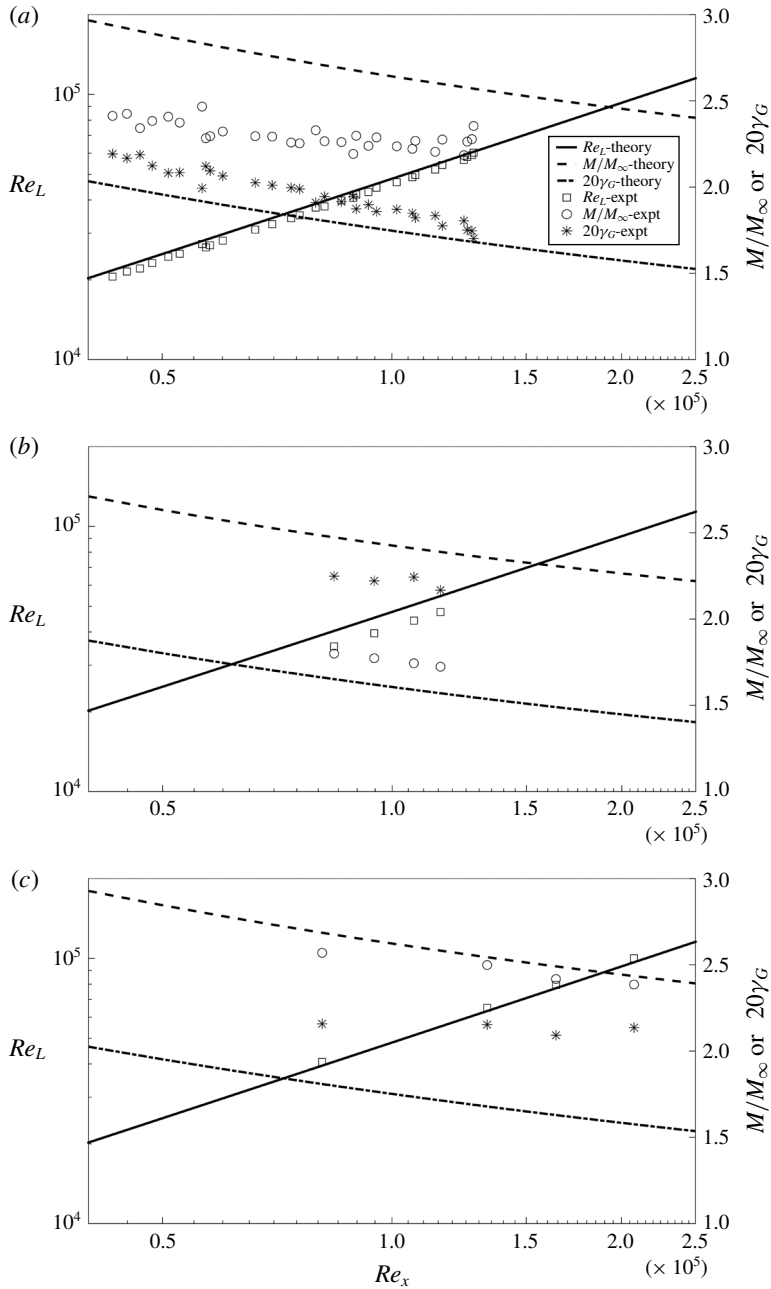 (a)
3.0
2.5
2.0
1.5
1.0
10^5
10^4
Re_L
M/M_∞ or 20γ_G
Re_L-theory
M/M_∞-theory
20γ_G-theory
Re_L-expt
M/M_∞-expt
20γ_G-expt
0.5 1.0 1.5 2.0 2.5
(× 10^5)
(b)
3.0
2.5
2.0
1.5
1.0
10^5
10^4
Re_L
M/M_∞ or 20γ_G
0.5 1.0 1.5 2.0 2.5
(× 10^5)
(c)
3.0
2.5
2.0
1.5
1.0
10^5
10^4
Re_L
M/M_∞ or 20γ_G
0.5 1.0 1.5 2.0 2.5
(× 10^5)
Re_x